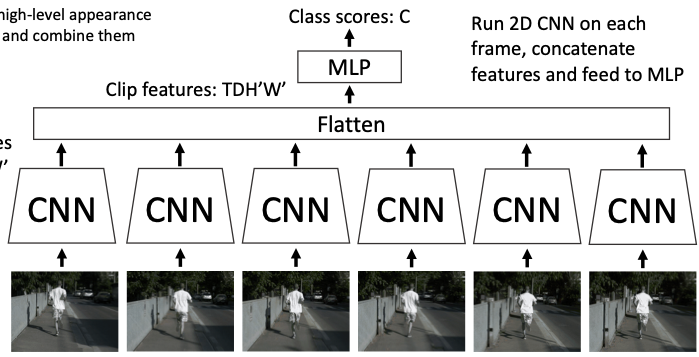 high-level appearance
and combine them
Class scores: C
Run 2D CNN on each
frame, concatenate
features and feed to MLP
MLP
Clip features: TDH'W'
Flatten
CNN CNN CNN CNN CNN CNN